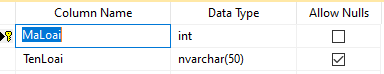 Column Name Data Type Allow Nulls
MaLoai int
TenLoai nvarchar(50)